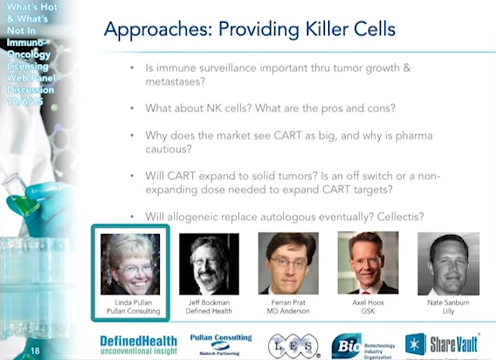 What's Hot
& What's
Not In
Immuno-
Oncology
Licensing
Web Panel
Discussion
10/6/15
Approaches: Providing Killer Cells
• Is immune surveillance important thru tumor growth &
metastases?
• What about NK cells? What are the pros and cons?
• Why does the market see CART as big, and why is pharma
cautious?
• Will CART expand to solid tumors? Is an off switch or a non-
expanding dose needed to expand CART targets?
• Will allogeneic replace autologous eventually? Cellectis?
Linda Pullan
Pullan Consulting
Jeff Bockman
Defined Health
Ferran Prat
MD Anderson
Axel Hoos
GSK
Nate Sanburn
Lilly
18
DefinedHealth
unconventional insight
Pullan Consulting
Biotech Partnering
LES
Bio
Biotechnology
Industry
Organization
ShareVault